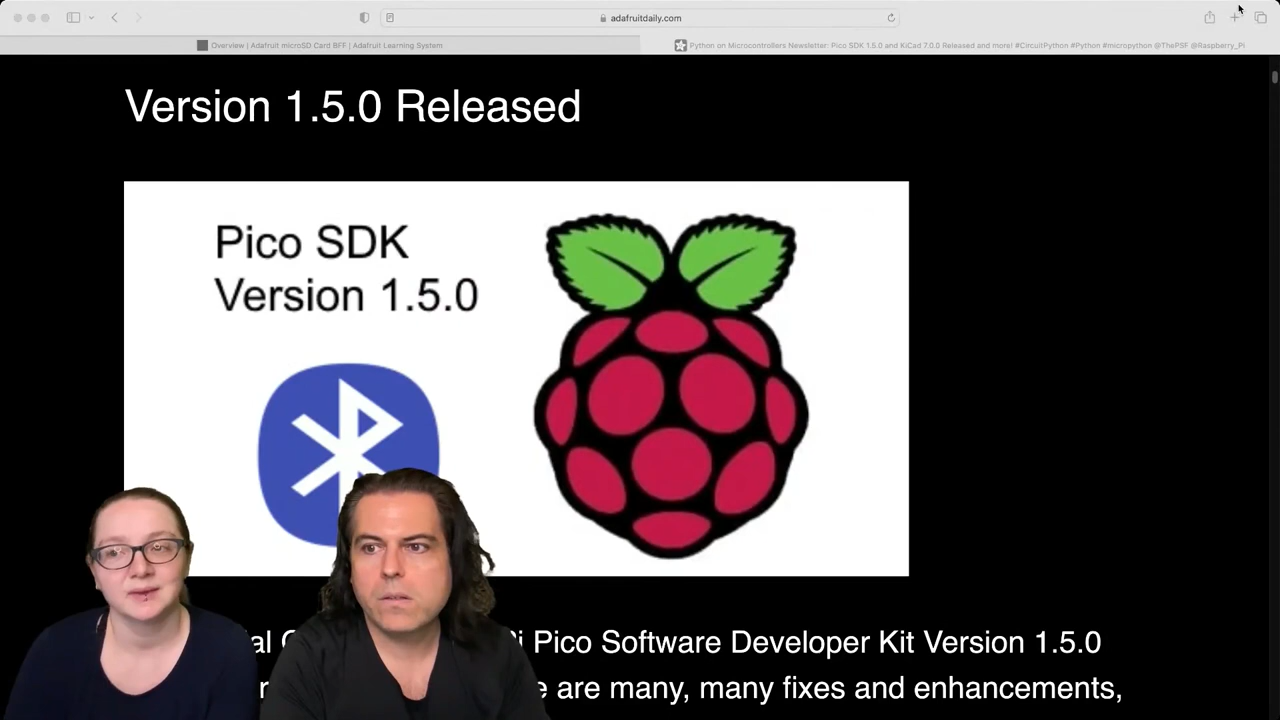 adafruitdaily.com
Overview | Adafruit microSD Card BFF | Adafruit Learning System
Python on Microcontrollers Newsletter: Pico SDK 1.5.0 and KiCad 7.0.0 Released and more! #CircuitPython #Python #micropython @ThePSF @Raspberry_Pi
Version 1.5.0 Released
Pico SDK
Version 1.5.0
Pico Software Developer Kit Version 1.5.0
are many, many fixes and enhancements,